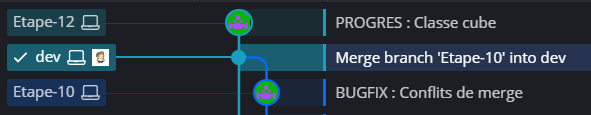 Etape-12 PROGRES : Classe cube
dev Merge branch 'Etape-10' into dev
Etape-10 BUGFIX : Conflits de merge